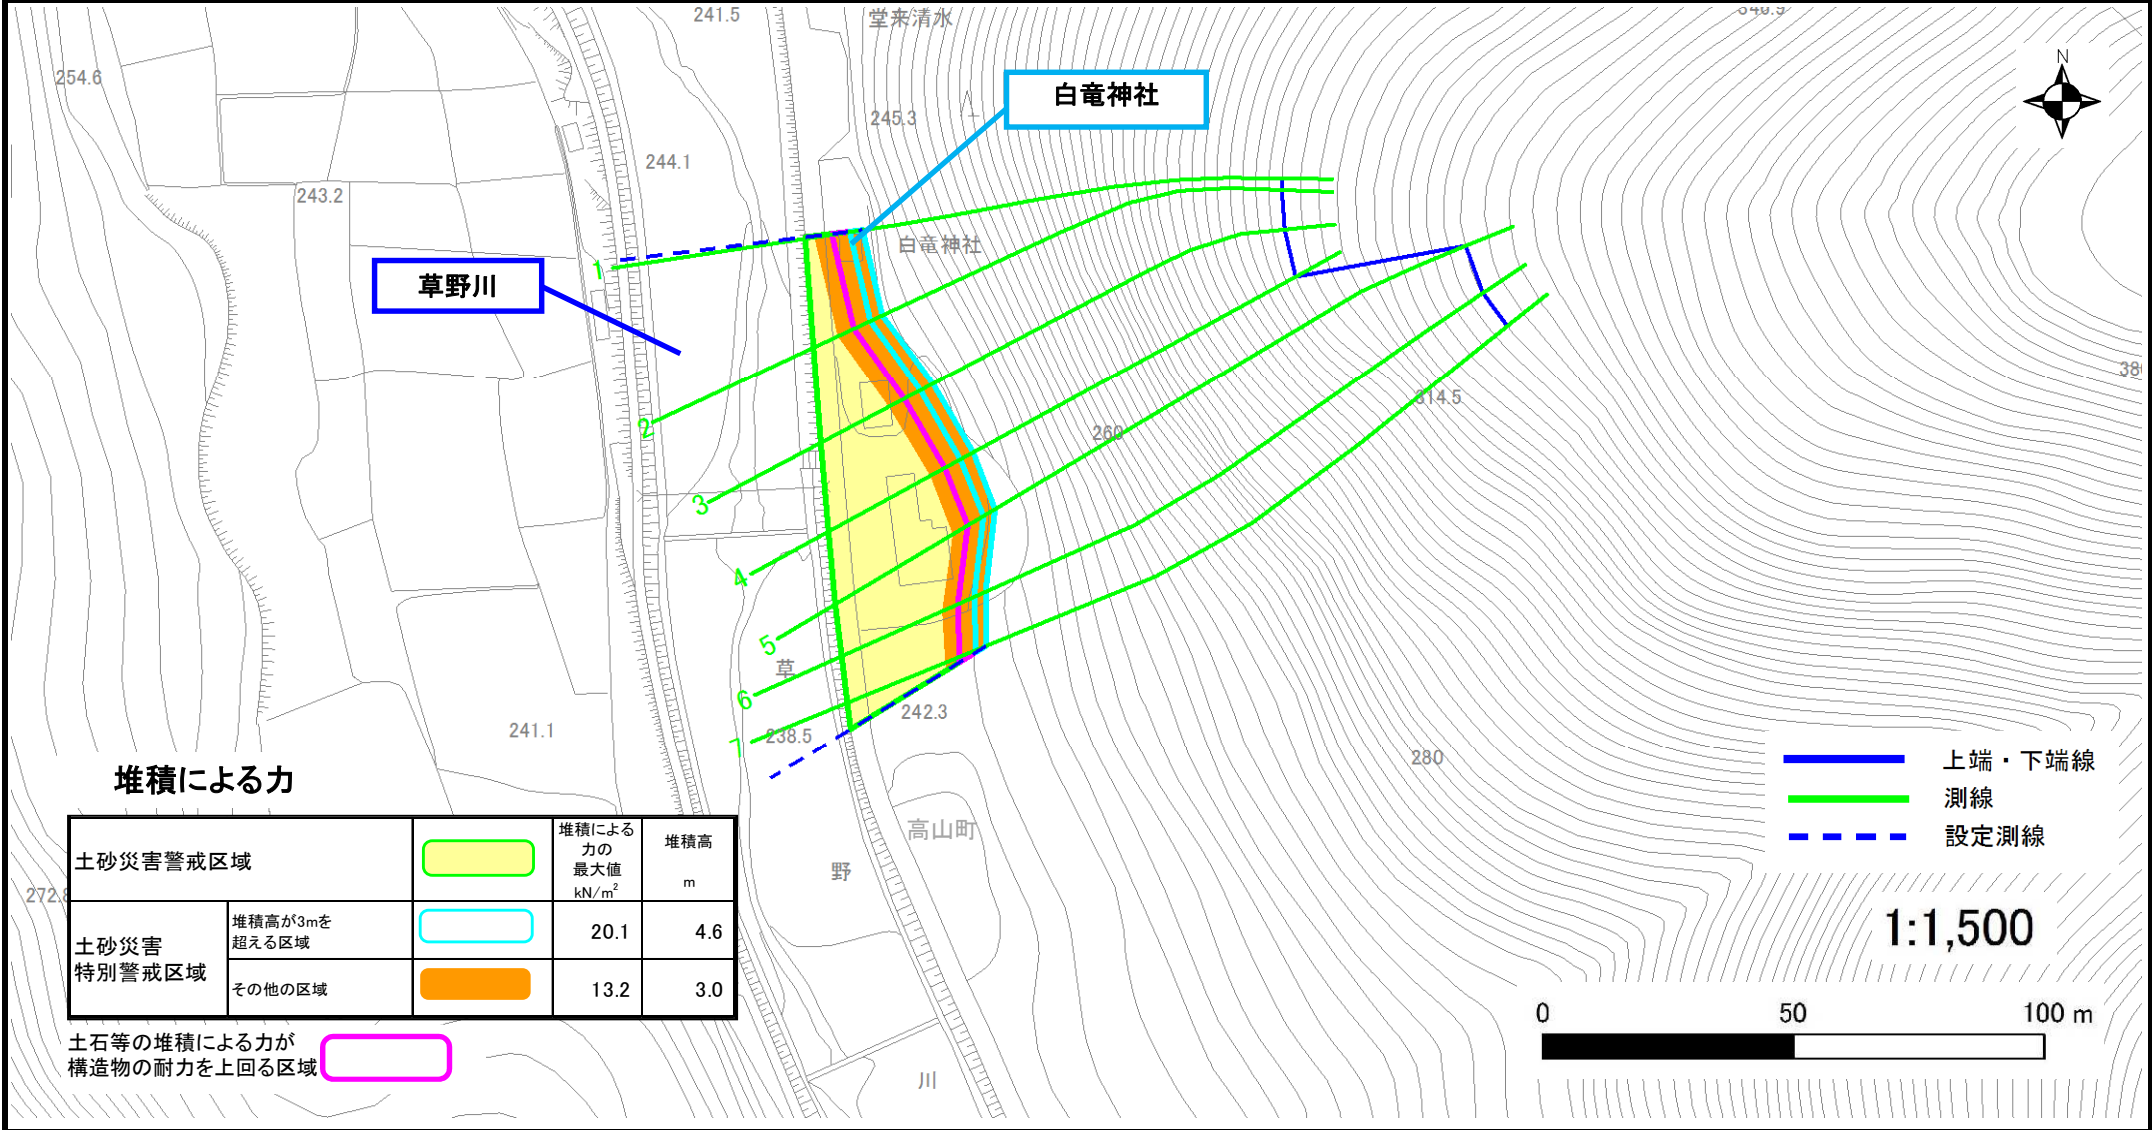 241.5
堂来清水
346.9
254.6
N
白竜神社
245.3
244.1
243.2
白竜神社
草野川
1
2
3
4
5
6
7
260
314.5
草
238.5
242.3
241.1
280
高山町
野
川
272.8
堆積による力
土砂災害警戒区域
堆積による
力の
最大値
kN/m²
堆積高
m
土砂災害
特別警戒区域
堆積高が3mを
超える区域
20.1
4.6
その他の区域
13.2
3.0
土石等の堆積による力が
構造物の耐力を上回る区域
上端・下端線
測線
設定測線
1:1,500
0 50 100 m